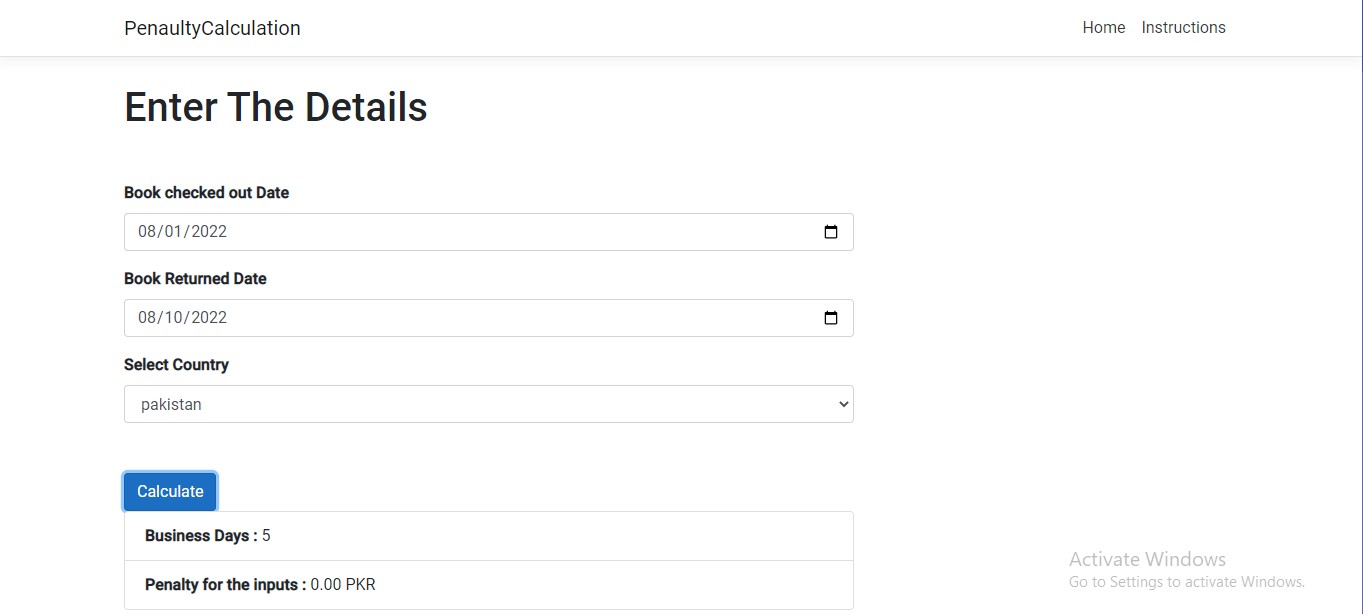 PenaultyCalculation
Home Instructions
Enter The Details
Book checked out Date
08/01/2022
Book Returned Date
08/10/2022
Select Country
pakistan
Calculate
Business Days : 5
Penalty for the inputs : 0.00 PKR
Activate Windows
Go to Settings to activate Windows.